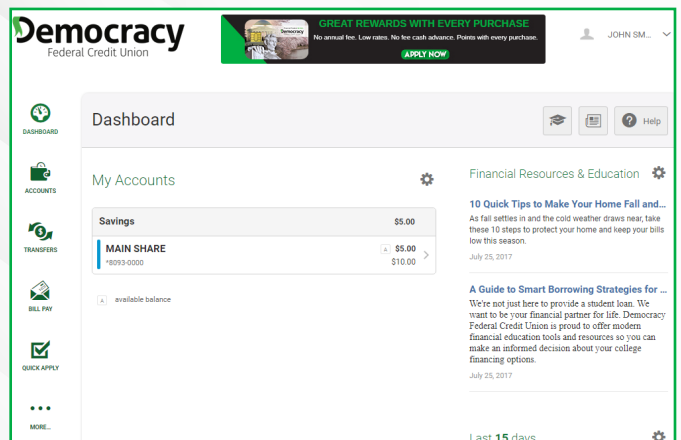 Democracy
Federal Credit Union
GREAT REWARDS WITH EVERY PURCHASE
No annual fee. Low rates. No fee cash advance. Points with every purchase.
APPLY NOW
JOHN SM...
DASHBOARD
ACCOUNTS
TRANSFERS
BILL PAY
QUICK APPLY
MORE...
Dashboard
Help
My Accounts
Savings $5.00
MAIN SHARE A $5.00
*8093-0000 $10.00
A available balance
Financial Resources & Education
10 Quick Tips to Make Your Home Fall and...
As fall settles in and the cold weather draws near, take
these 10 steps to protect your home and keep your bills
low this season.
July 25, 2017
A Guide to Smart Borrowing Strategies for ...
We're not just here to provide a student loan. We
want to be your financial partner for life. Democracy
Federal Credit Union is proud to offer modern
financial education tools and resources so you can
make an informed decision about your college
financing options.
July 25, 2017
Last 15 days